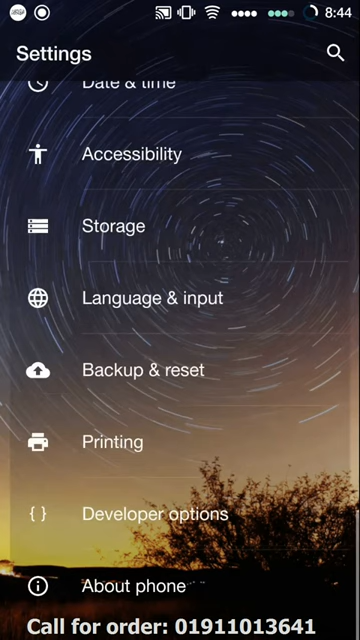 8:44
Settings
Date & time
Accessibility
Storage
Language & input
Backup & reset
Printing
Developer options
About phone
Call for order: 01911013641